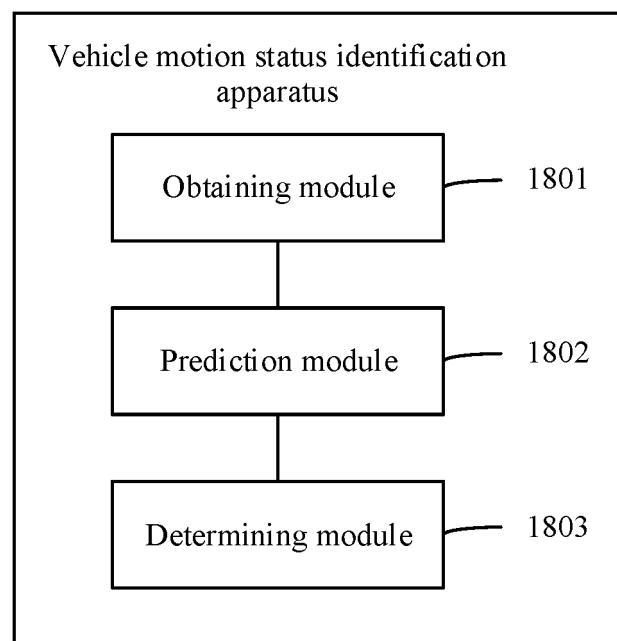 Vehicle motion status identification
apparatus
Obtaining module
1801
Prediction module
1802
Determining module
1803